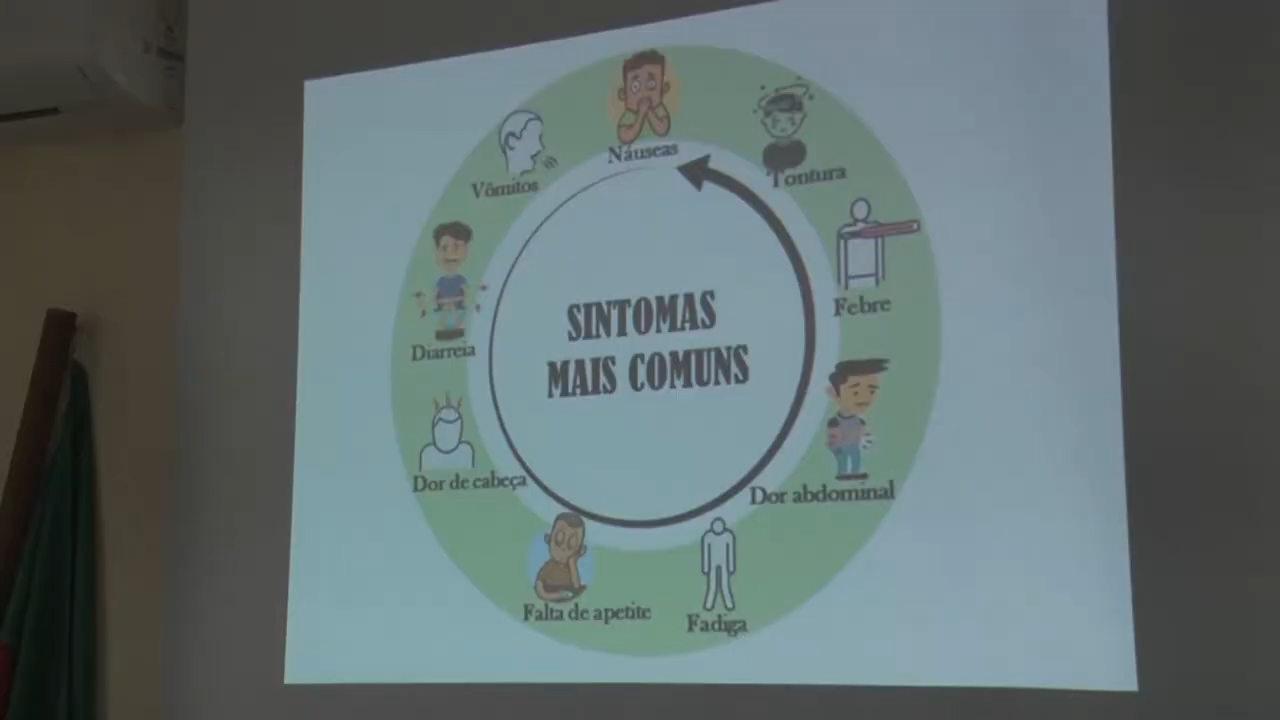 Náuseas
Tontura
Febre
Dor abdominal
Fadiga
Falta de apetite
Dor de cabeça
Diarreia
Vômitos
SINTOMAS
MAIS COMUNS